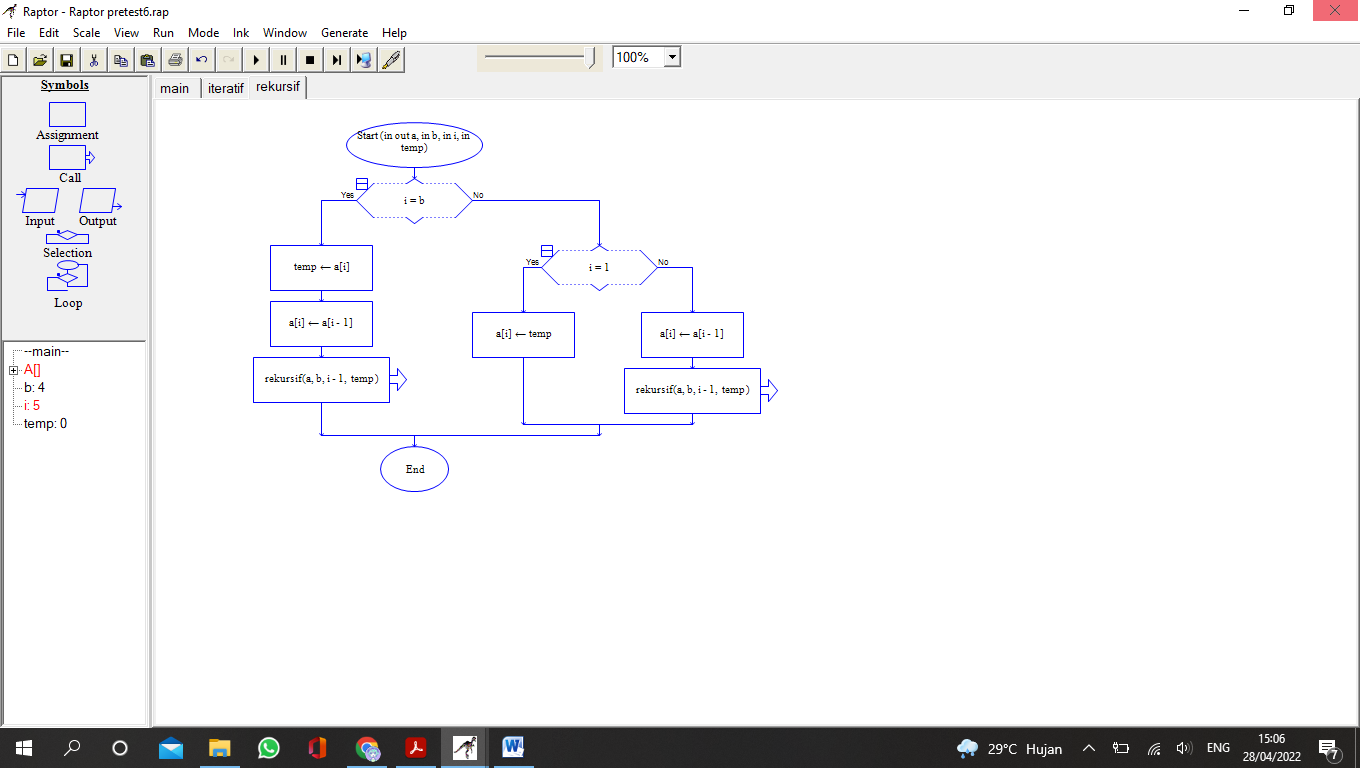 Raptor - Raptor pretest6.rap
File Edit Scale View Run Mode Ink Window Generate Help
100%
Symbols
Assignment
Call
Input Output
Selection
Loop
--main--
A[]
b: 4
i: 5
temp: 0
main iteratif rekursif
Start (in out a, in b, in i, in
temp)
Yes No
i = b
temp ← a[i]
a[i] ← a[i - 1]
rekursif(a, b, i - 1, temp)
Yes No
i = 1
a[i] ← temp
a[i] ← a[i - 1]
rekursif(a, b, i - 1, temp)
End
29°C Hujan
ENG
15:06
28/04/2022
7